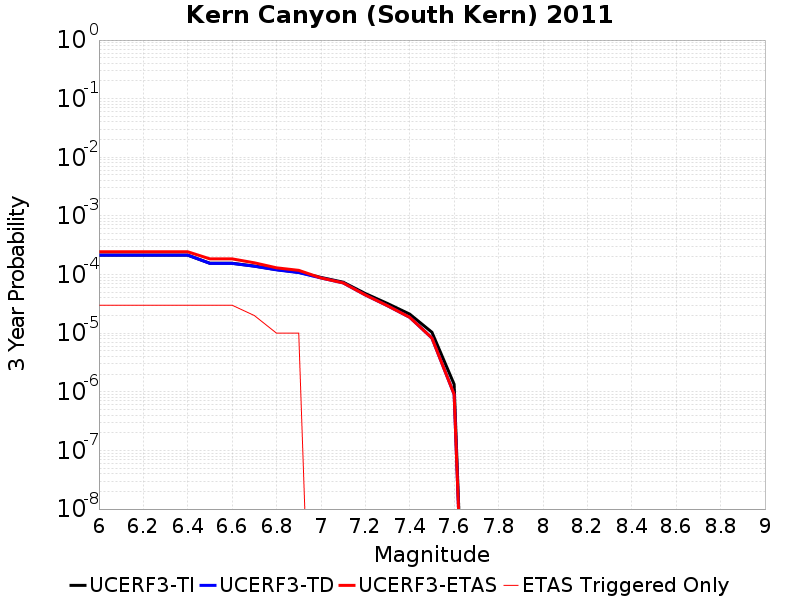 Kern Canyon (South Kern) 2011
10^0
10^-1
10^-2
10^-3
10^-4
10^-5
10^-6
10^-7
10^-8
3 Year Probability
6 6.2 6.4 6.6 6.8 7 7.2 7.4 7.6 7.8 8 8.2 8.4 8.6 8.8 9
Magnitude
UCERF3-TI UCERF3-TD UCERF3-ETAS ETAS Triggered Only